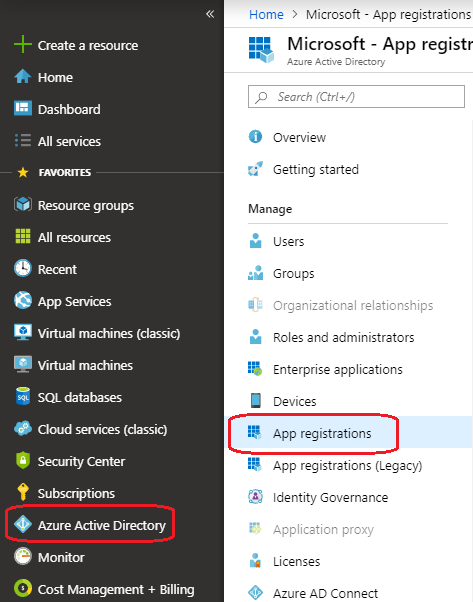 «
Create a resource
Home
Dashboard
All services
FAVORITES
Resource groups
All resources
Recent
App Services
Virtual machines (classic)
Virtual machines
SQL
SQL databases
Cloud services (classic)
Security Center
Subscriptions
Azure Active Directory
Monitor
Cost Management + Billing
Home > Microsoft - App registrations
Microsoft - App registr
Azure Active Directory
Search (Ctrl+/)
Overview
Getting started
Manage
Users
Groups
Organizational relationships
Roles and administrators
Enterprise applications
Devices
App registrations
App registrations (Legacy)
Identity Governance
Application proxy
Licenses
Azure AD Connect